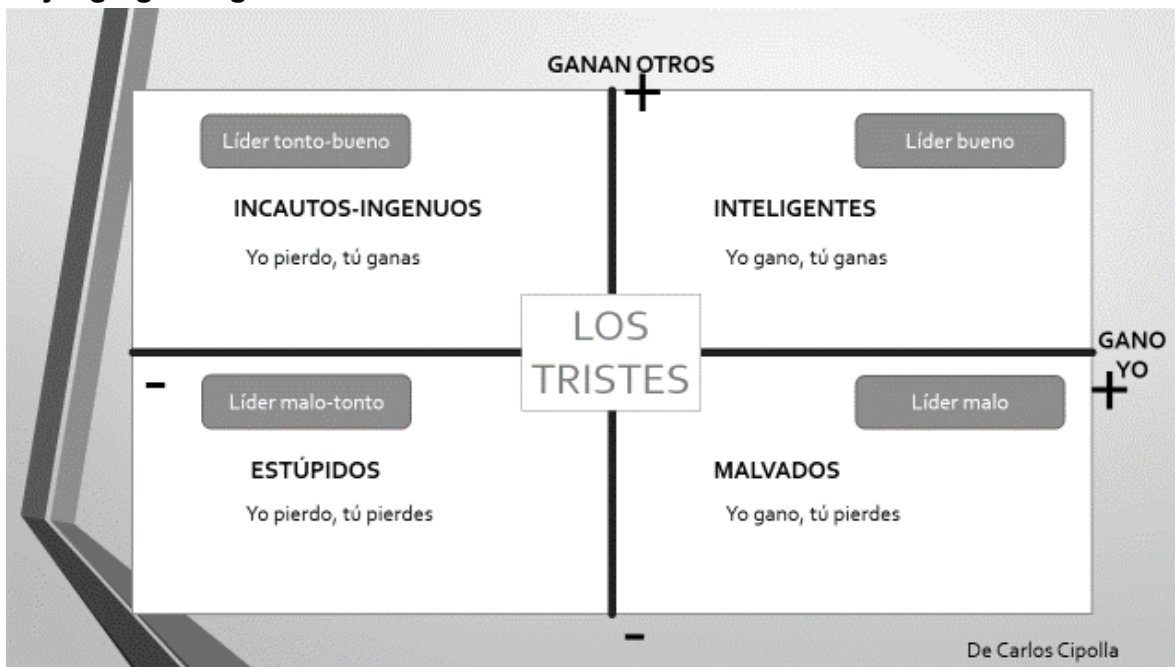 GANAN OTROS
+
Líder tonto-bueno
Líder bueno
INCAUTOS-INGENUOS
INTELIGENTES
Yo pierdo, tú ganas
Yo gano, tú ganas
LOS
TRISTES
GANO
YO
-
+
Líder malo-tonto
Líder malo
ESTÚPIDOS
MALVADOS
Yo pierdo, tú pierdes
Yo gano, tú pierdes
-
De Carlos Cipolla